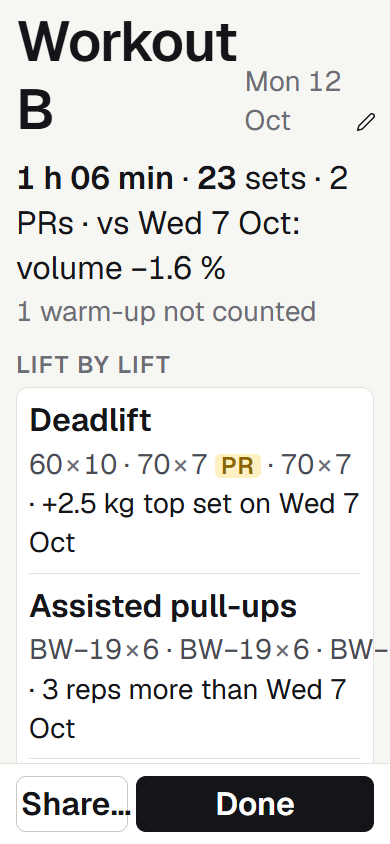 Workout
B
Mon 12
Oct
1 h 06 min · 23 sets · 2
PRs · vs Wed 7 Oct:
volume −1.6 %
1 warm-up not counted
LIFT BY LIFT
Deadlift
60×10 · 70×7 PR · 70×7
· +2.5 kg top set on Wed 7
Oct
Assisted pull-ups
BW−19×6 · BW−19×6 · BW−
· 3 reps more than Wed 7
Oct
Share…
Done